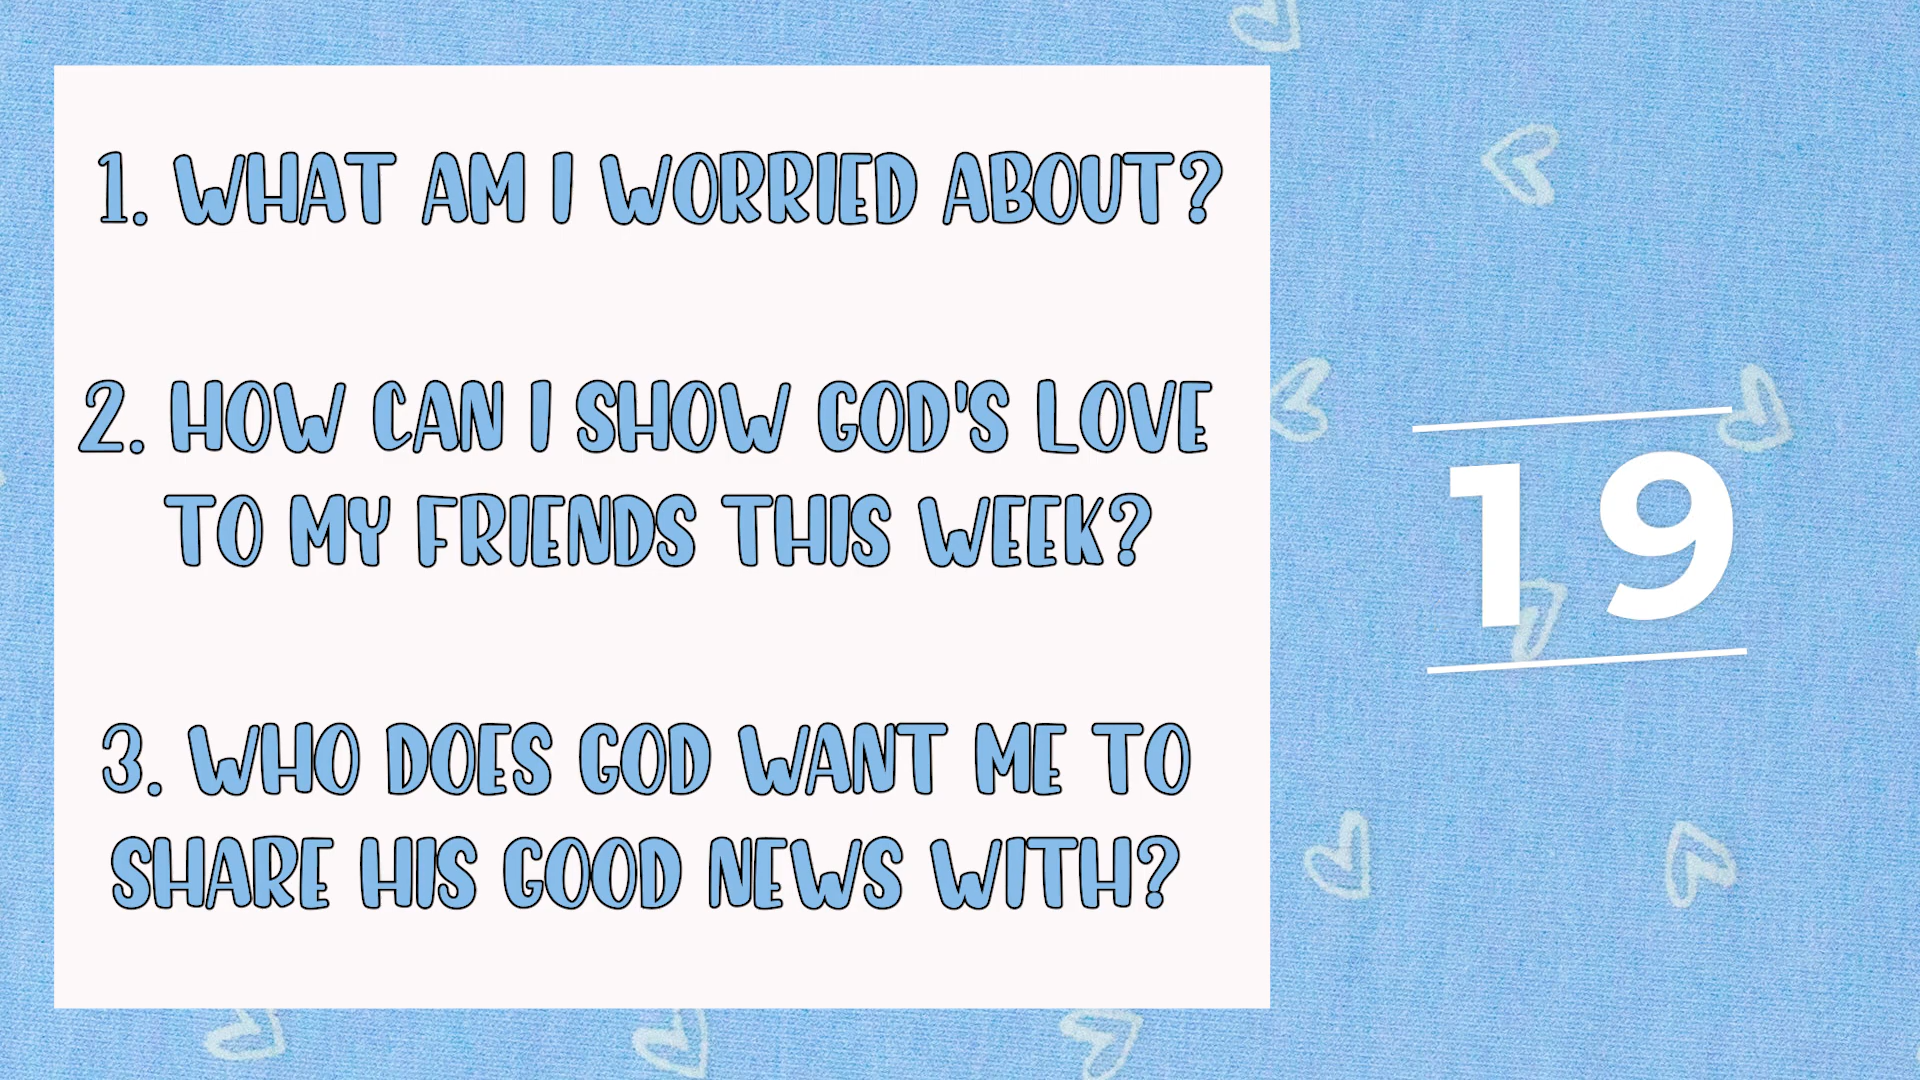 1. WHAT AM I WORRIED ABOUT?
2. HOW CAN I SHOW GOD'S LOVE
TO MY FRIENDS THIS WEEK?
3. WHO DOES GOD WANT ME TO
SHARE HIS GOOD NEWS WITH?
19